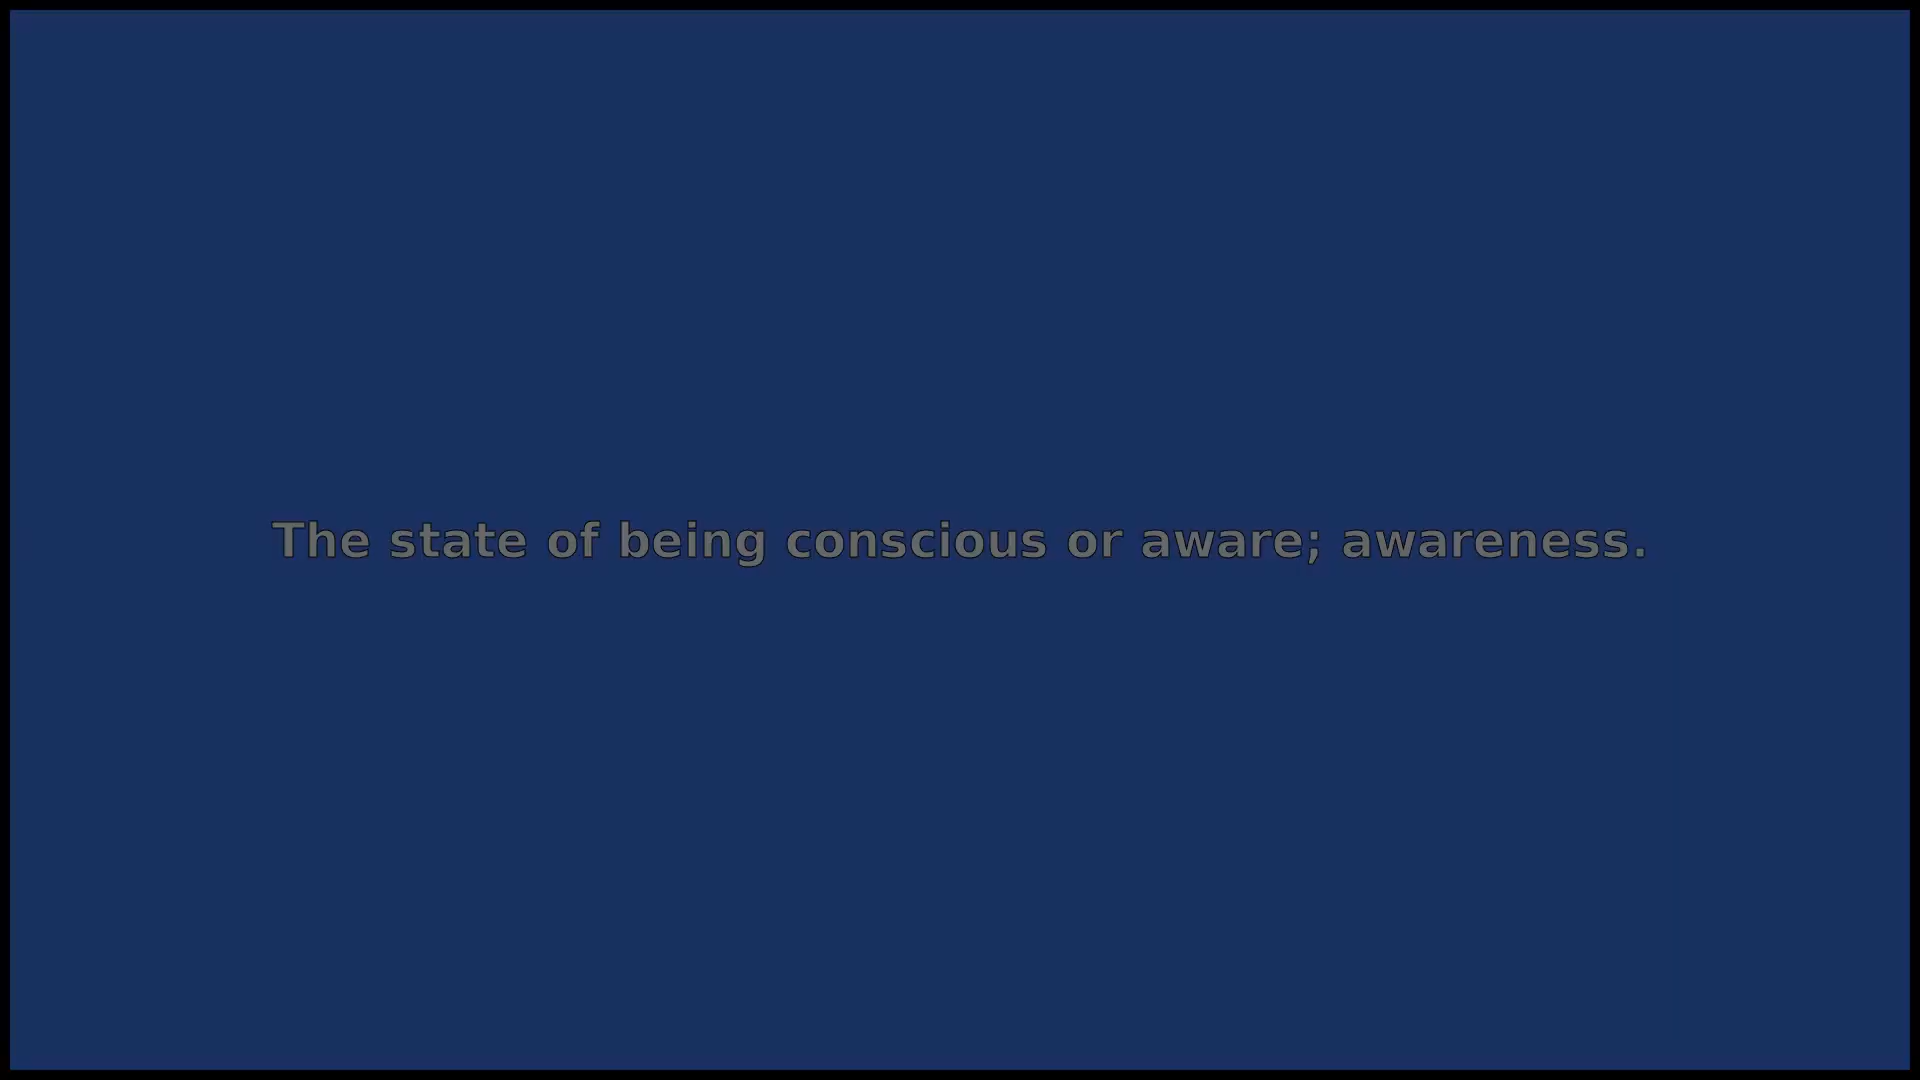 The state of being conscious or aware; awareness.